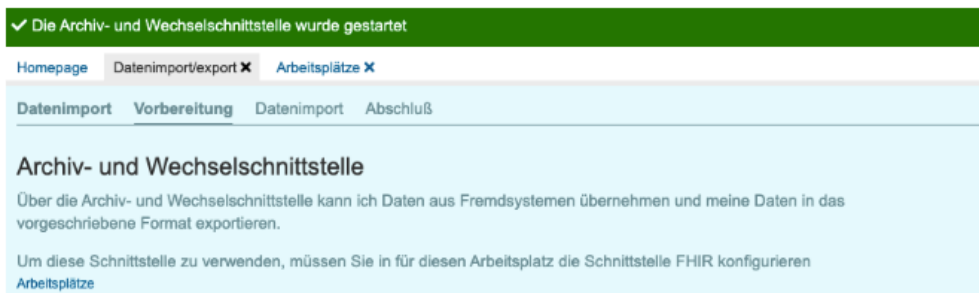 ✓ Die Archiv- und Wechselschnittstelle wurde gestartet
Homepage Datenimport/export ✕ Arbeitsplätze ✕
Datenimport Vorbereitung Datenimport Abschluß
Archiv- und Wechselschnittstelle
Über die Archiv- und Wechselschnittstelle kann ich Daten aus Fremdsystemen übernehmen und meine Daten in das
vorgeschriebene Format exportieren.
Um diese Schnittstelle zu verwenden, müssen Sie in für diesen Arbeitsplatz die Schnittstelle FHIR konfigurieren
Arbeitsplätze